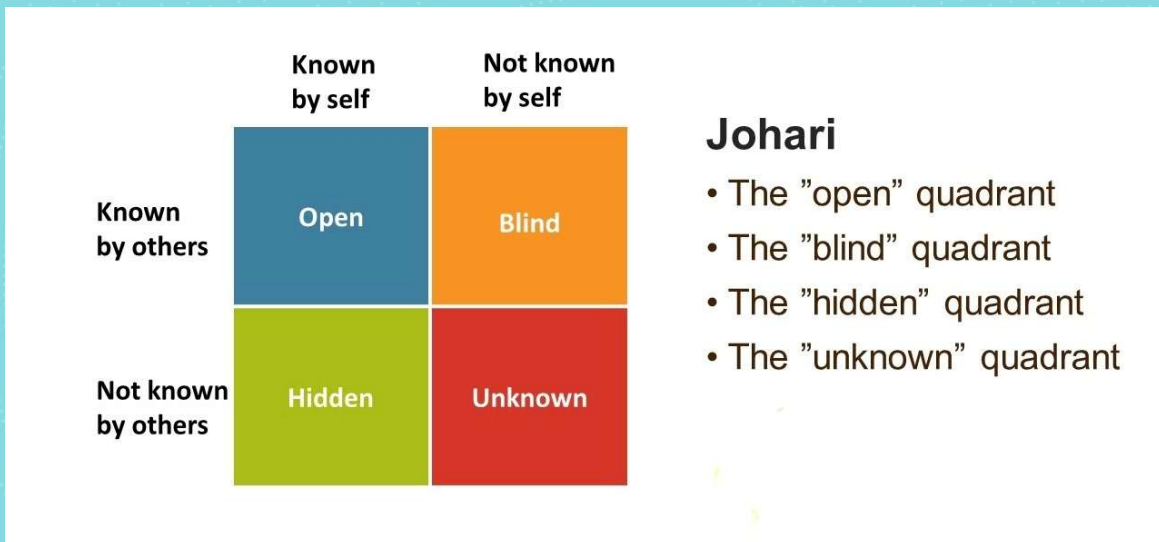 Known
by self
Not known
by self
Known
by others
Open
Blind
Not known
by others
Hidden
Unknown
Johari
• The ”open” quadrant
• The ”blind” quadrant
• The ”hidden” quadrant
• The ”unknown” quadrant